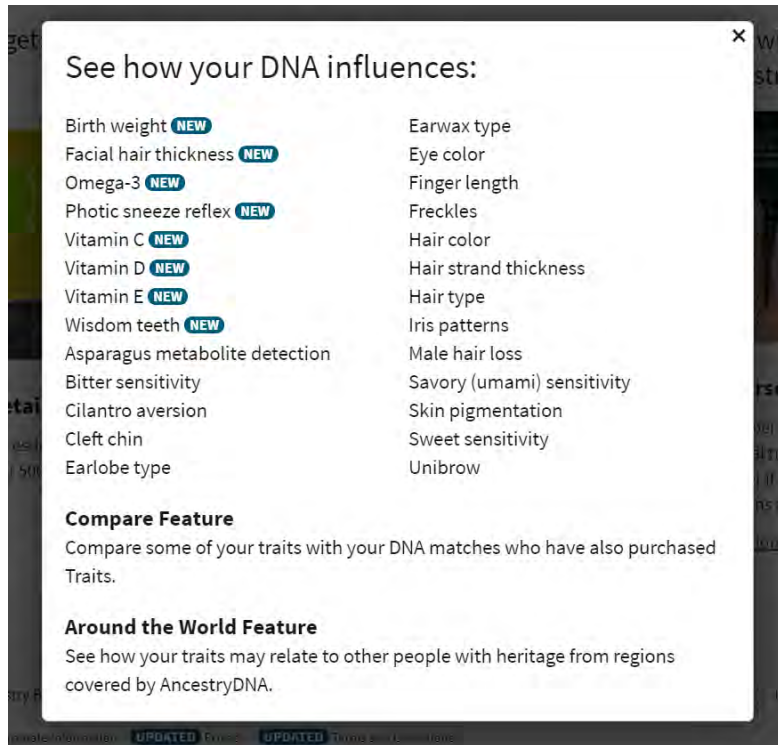 See how your DNA influences:
Birth weight NEW
Facial hair thickness NEW
Omega-3 NEW
Photic sneeze reflex NEW
Vitamin C NEW
Vitamin D NEW
Vitamin E NEW
Wisdom teeth NEW
Asparagus metabolite detection
Bitter sensitivity
Cilantro aversion
Cleft chin
Earlobe type
Earwax type
Eye color
Finger length
Freckles
Hair color
Hair strand thickness
Hair type
Iris patterns
Male hair loss
Savory (umami) sensitivity
Skin pigmentation
Sweet sensitivity
Unibrow
Compare Feature
Compare some of your traits with your DNA matches who have also purchased
Traits.
Around the World Feature
See how your traits may relate to other people with heritage from regions
covered by AncestryDNA.
UPDATED
UPDATED